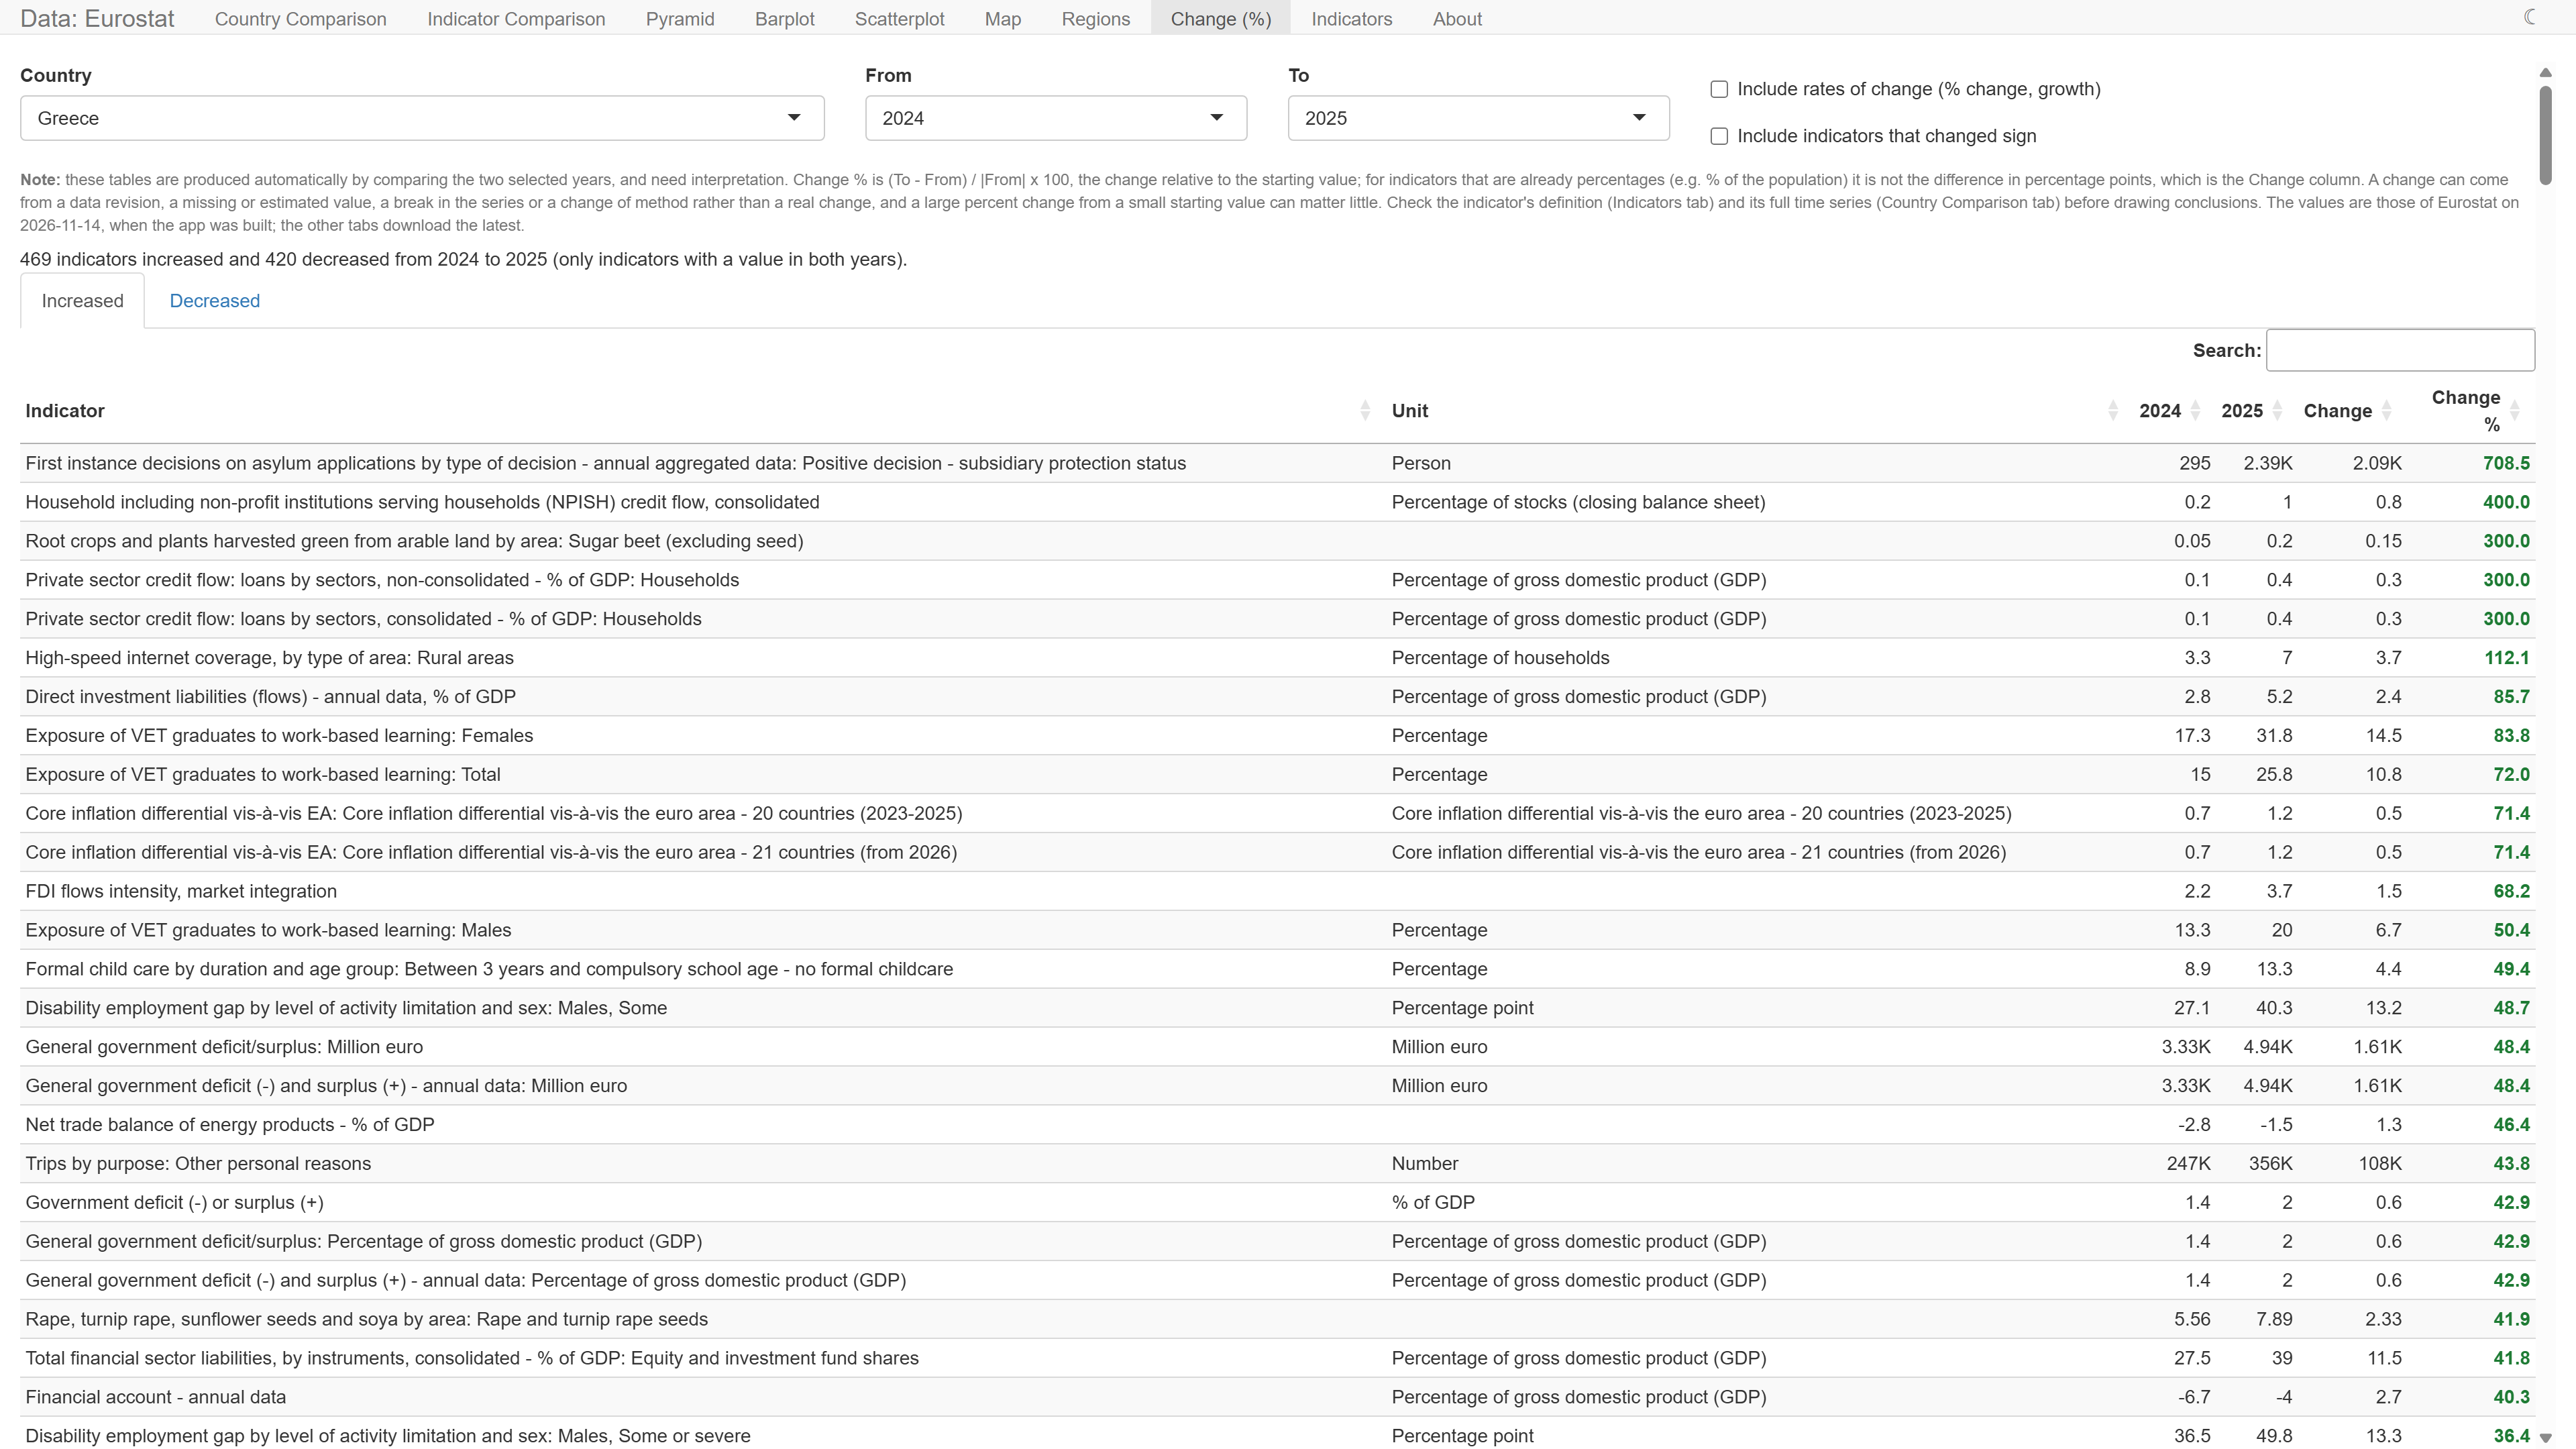 Data: Eurostat Country Comparison Indicator Comparison Pyramid Barplot Scatterplot Map Regions Change (%) Indicators About
Country From To
Greece 2024 2025
Include rates of change (% change, growth)
Include indicators that changed sign
Note: these tables are produced automatically by comparing the two selected years, and need interpretation. Change % is (To - From) / |From| x 100, the change relative to the starting value; for indicators that are already percentages (e.g. % of the population) it is not the difference in percentage points, which is the Change column. A change can come
from a data revision, a missing or estimated value, a break in the series or a change of method rather than a real change, and a large percent change from a small starting value can matter little. Check the indicator's definition (Indicators tab) and its full time series (Country Comparison tab) before drawing conclusions. The values are those of Eurostat on
2026-11-14, when the app was built; the other tabs download the latest.
469 indicators increased and 420 decreased from 2024 to 2025 (only indicators with a value in both years).
Increased Decreased
Search:
Indicator Unit 2024 2025 Change Change %
First instance decisions on asylum applications by type of decision - annual aggregated data: Positive decision - subsidiary protection status Person 295 2.39K 2.09K 708.5
Household including non-profit institutions serving households (NPISH) credit flow, consolidated Percentage of stocks (closing balance sheet) 0.2 1 0.8 400.0
Root crops and plants harvested green from arable land by area: Sugar beet (excluding seed) 0.05 0.2 0.15 300.0
Private sector credit flow: loans by sectors, non-consolidated - % of GDP: Households Percentage of gross domestic product (GDP) 0.1 0.4 0.3 300.0
Private sector credit flow: loans by sectors, consolidated - % of GDP: Households Percentage of gross domestic product (GDP) 0.1 0.4 0.3 300.0
High-speed internet coverage, by type of area: Rural areas Percentage of households 3.3 7 3.7 112.1
Direct investment liabilities (flows) - annual data, % of GDP Percentage of gross domestic product (GDP) 2.8 5.2 2.4 85.7
Exposure of VET graduates to work-based learning: Females Percentage 17.3 31.8 14.5 83.8
Exposure of VET graduates to work-based learning: Total Percentage 15 25.8 10.8 72.0
Core inflation differential vis-à-vis EA: Core inflation differential vis-à-vis the euro area - 20 countries (2023-2025) Core inflation differential vis-à-vis the euro area - 20 countries (2023-2025) 0.7 1.2 0.5 71.4
Core inflation differential vis-à-vis EA: Core inflation differential vis-à-vis the euro area - 21 countries (from 2026) Core inflation differential vis-à-vis the euro area - 21 countries (from 2026) 0.7 1.2 0.5 71.4
FDI flows intensity, market integration 2.2 3.7 1.5 68.2
Exposure of VET graduates to work-based learning: Males Percentage 13.3 20 6.7 50.4
Formal child care by duration and age group: Between 3 years and compulsory school age - no formal childcare Percentage 8.9 13.3 4.4 49.4
Disability employment gap by level of activity limitation and sex: Males, Some Percentage point 27.1 40.3 13.2 48.7
General government deficit/surplus: Million euro Million euro 3.33K 4.94K 1.61K 48.4
General government deficit (-) and surplus (+) - annual data: Million euro Million euro 3.33K 4.94K 1.61K 48.4
Net trade balance of energy products - % of GDP -2.8 -1.5 1.3 46.4
Trips by purpose: Other personal reasons Number 247K 356K 108K 43.8
Government deficit (-) or surplus (+) % of GDP 1.4 2 0.6 42.9
General government deficit/surplus: Percentage of gross domestic product (GDP) Percentage of gross domestic product (GDP) 1.4 2 0.6 42.9
General government deficit (-) and surplus (+) - annual data: Percentage of gross domestic product (GDP) Percentage of gross domestic product (GDP) 1.4 2 0.6 42.9
Rape, turnip rape, sunflower seeds and soya by area: Rape and turnip rape seeds 5.56 7.89 2.33 41.9
Total financial sector liabilities, by instruments, consolidated - % of GDP: Equity and investment fund shares Percentage of gross domestic product (GDP) 27.5 39 11.5 41.8
Financial account - annual data Percentage of gross domestic product (GDP) -6.7 -4 2.7 40.3
Disability employment gap by level of activity limitation and sex: Males, Some or severe Percentage point 36.5 49.8 13.3 36.4